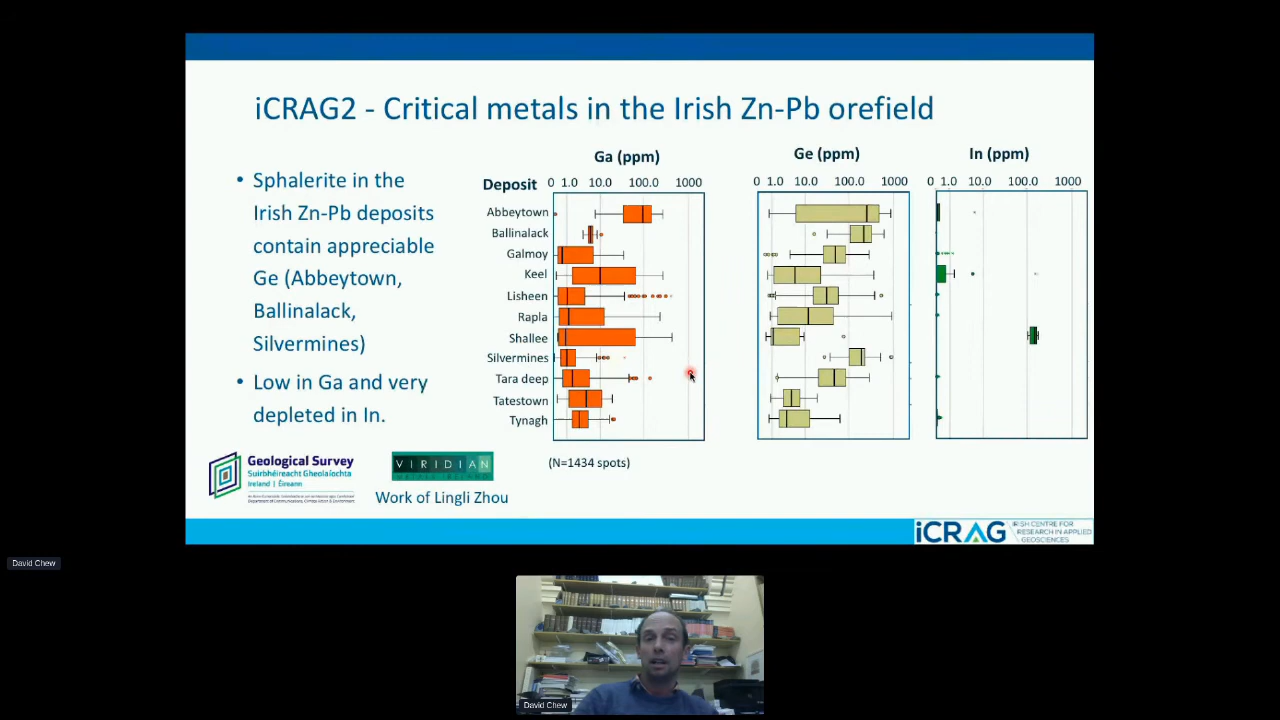 iCRAG2 - Critical metals in the Irish Zn-Pb orefield
• Sphalerite in the
Irish Zn-Pb deposits
contain appreciable
Ge (Abbeytown,
Ballinalack,
Silvermines)
• Low in Ga and very
depleted in In.
Ga (ppm)
Ge (ppm)
In (ppm)
Deposit
0 1.0 10.0 100.0 1000
0 1.0 10.0 100.0 1000
0 1.0 10.0 100.0 1000
Abbeytown
Ballinalack
Galmoy
Keel
Lisheen
Rapla
Shallee
Silvermines
Tara deep
Tatestown
Tynagh
(N=1434 spots)
Geological Survey
Suirbhéireacht Gheolaíochta
Ireland | Éireann
VIRIDIAN
Work of Lingli Zhou
iCRAG
IRISH CENTRE FOR
RESEARCH IN APPLIED
GEOSCIENCES
David Chew
David Chew